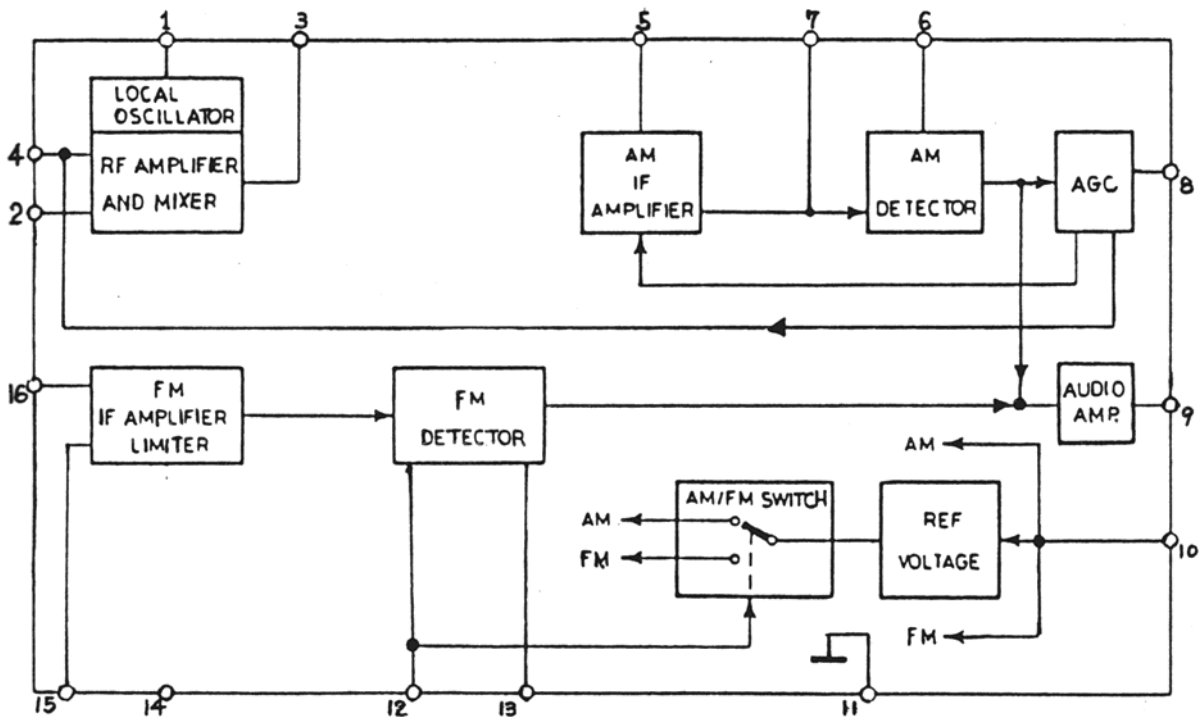 1 3 5 7 6
LOCAL
OSCILLATOR
4
RF AMPLIFIER
AND MIXER
2
AM
IF
AMPLIFIER
AM
DETECTOR
AGC
8
16
FM
IF AMPLIFIER
LIMITER
FM
DETECTOR
AUDIO
AMP.
9
AM
AM/FM SWITCH
AM
FM
REF
VOLTAGE
10
FM
15 14 12 13 11